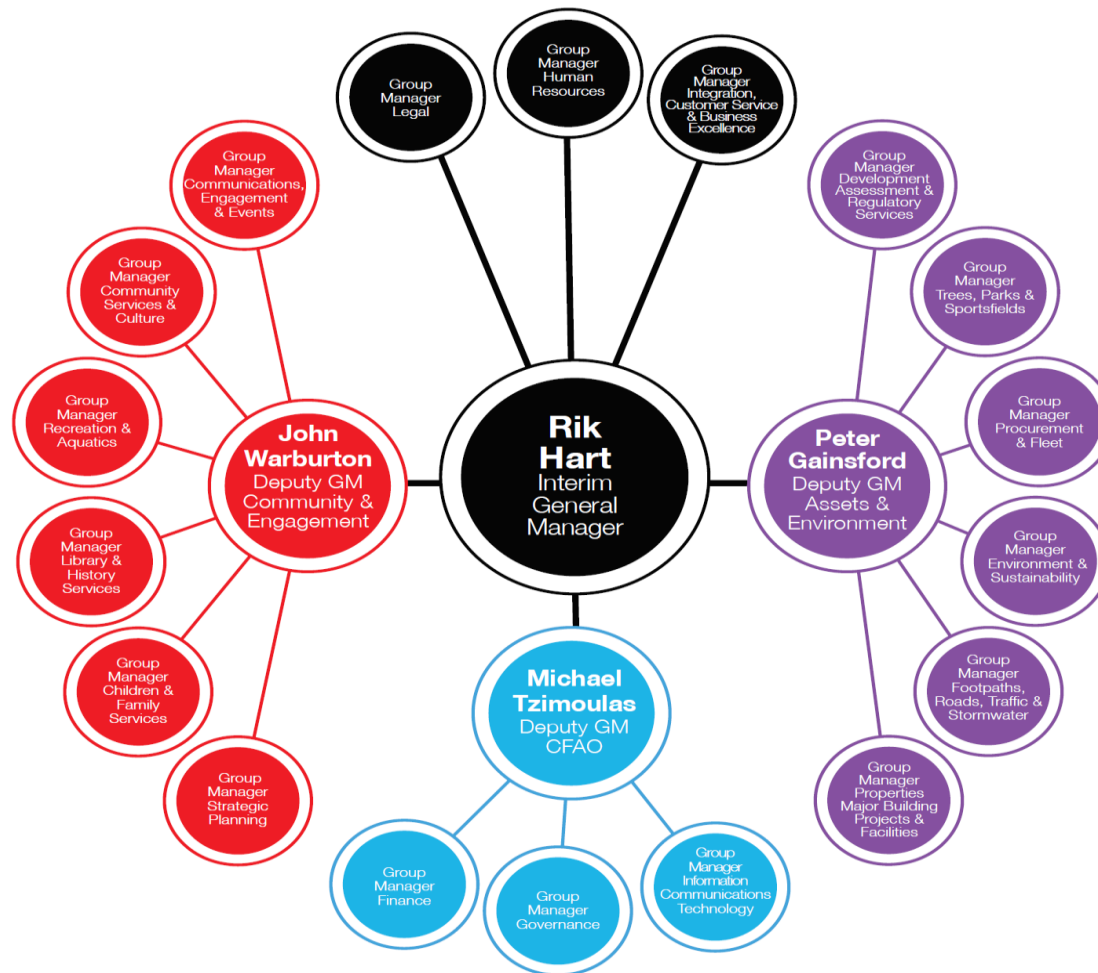 Group
Manager
Legal
Group
Manager
Human
Resources
Group
Manager
Integration,
Customer Service
& Business
Excellence
Group
Manager
Communications,
Engagement
& Events
Group
Manager
Community
Services &
Culture
Group
Manager
Recreation &
Aquatics
Group
Manager
Library &
History
Services
Group
Manager
Children &
Family
Services
Group
Manager
Strategic
Planning
John
Warburton
Deputy GM
Community &
Engagement
Rik
Hart
Interim
General
Manager
Peter
Gainsford
Deputy GM
Assets &
Environment
Group
Manager
Development
Assessment &
Regulatory
Services
Group
Manager
Trees, Parks &
Sportsfields
Group
Manager
Procurement
& Fleet
Group
Manager
Environment &
Sustainability
Group
Manager
Footpaths,
Roads, Traffic &
Stormwater
Group
Manager
Properties
Major Building
Projects &
Facilities
Michael
Tzimoulas
Deputy GM
CFAO
Group
Manager
Finance
Group
Manager
Governance
Group
Manager
Information
Communications
Technology